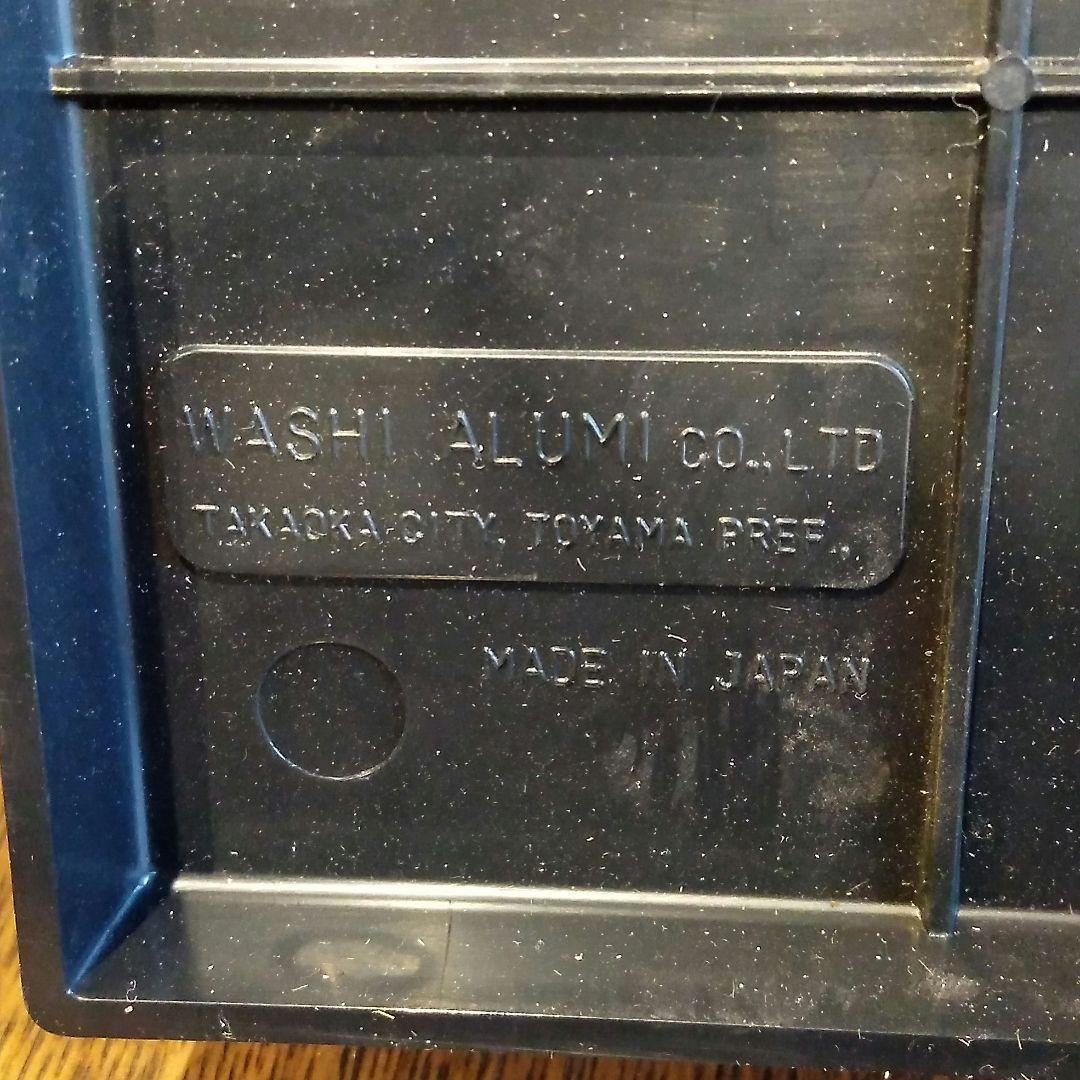 WASHI ALUMI CO.,LTD
TAKAOKA-CITY, TOYAMA PREF.,
MADE IN JAPAN